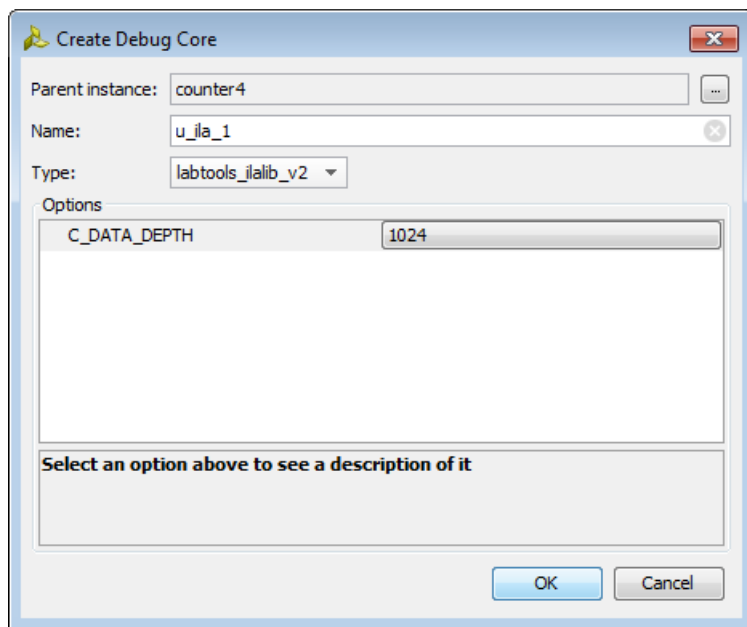 Create Debug Core
Parent instance: counter4 ...
Name: u_ila_1
Type: labtools_ilalib_v2
Options
C_DATA_DEPTH 1024
Select an option above to see a description of it
OK Cancel